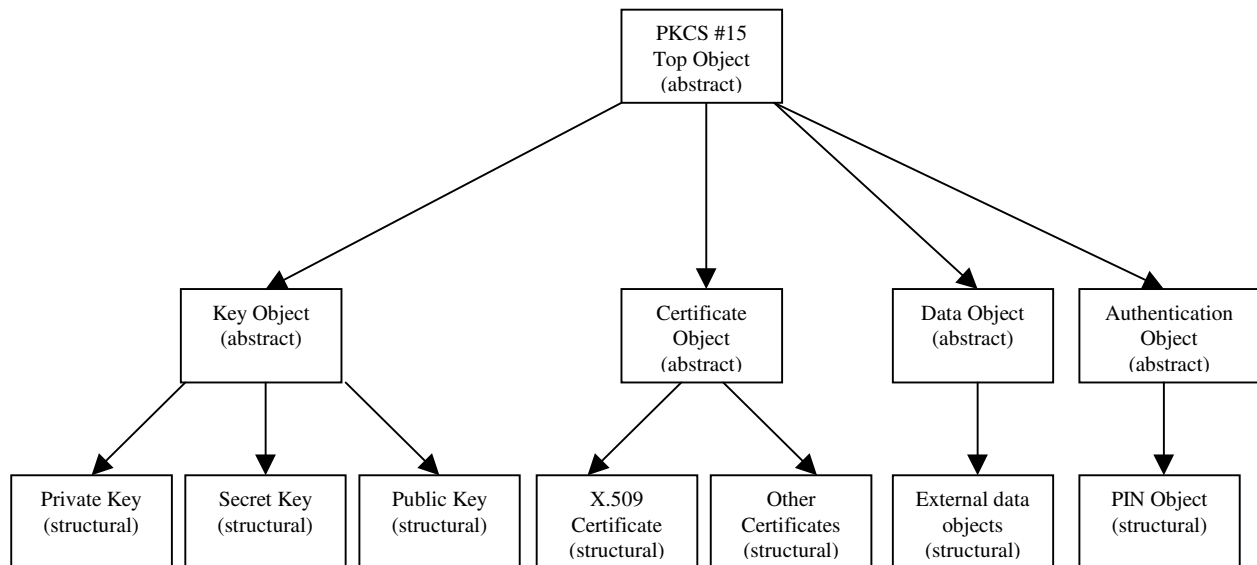 PKCS #15
Top Object
(abstract)
Key Object
(abstract)
Certificate
Object
(abstract)
Data Object
(abstract)
Authentication
Object
(abstract)
Private Key
(structural)
Secret Key
(structural)
Public Key
(structural)
X.509
Certificate
(structural)
Other
Certificates
(structural)
External data
objects
(structural)
PIN Object
(structural)